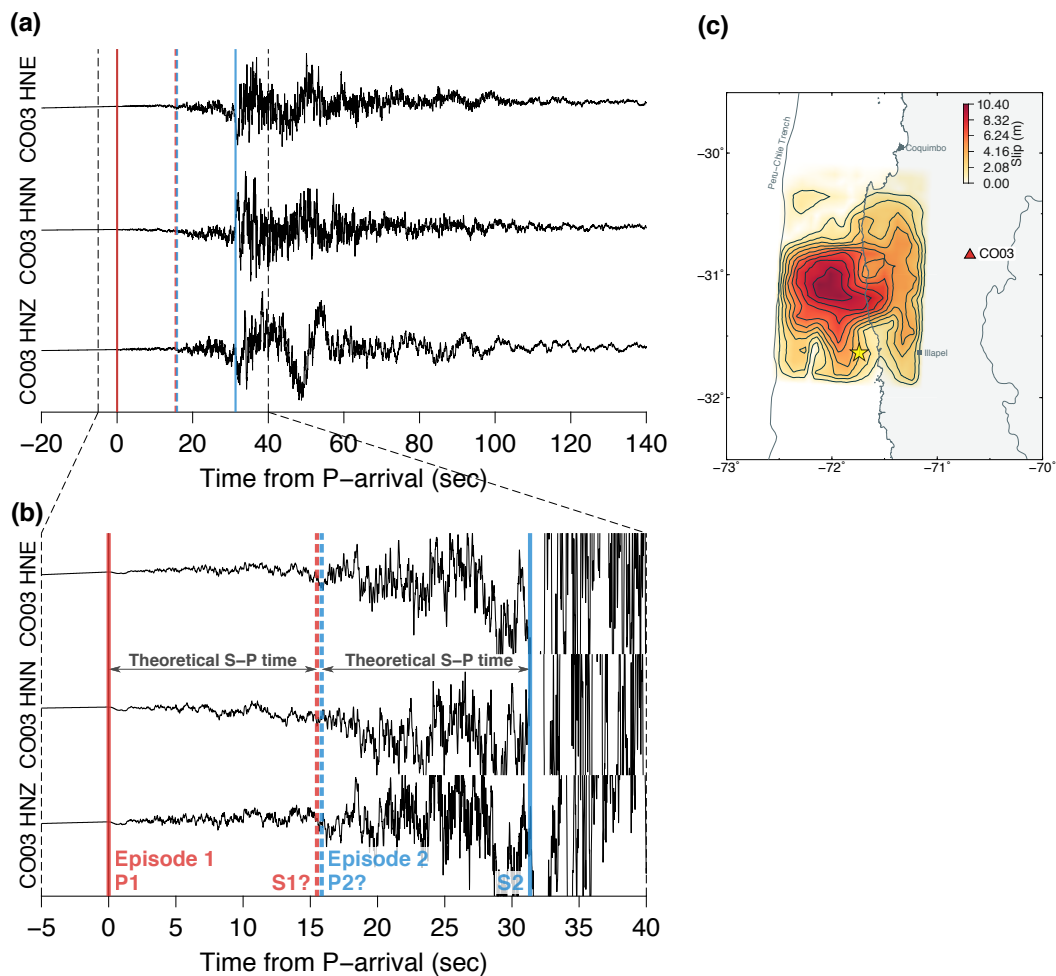 (a)
CO03 HNE
CO03 HNN
CO03 HNZ
−20 0 20 40 60 80 100 120 140
Time from P−arrival (sec)
(b)
CO03 HNE
CO03 HNN
CO03 HNZ
Theoretical S−P time Theoretical S−P time
Episode 1 Episode 2
P1 S1? P2? S2
−5 0 5 10 15 20 25 30 35 40
Time from P−arrival (sec)
(c)
−30˚
−31˚
−32˚
−73˚ −72˚ −71˚ −70˚
Peru−Chile Trench
Coquimbo
CO03
Illapel
10.40
8.32
6.24
4.16
2.08
0.00
Slip (m)